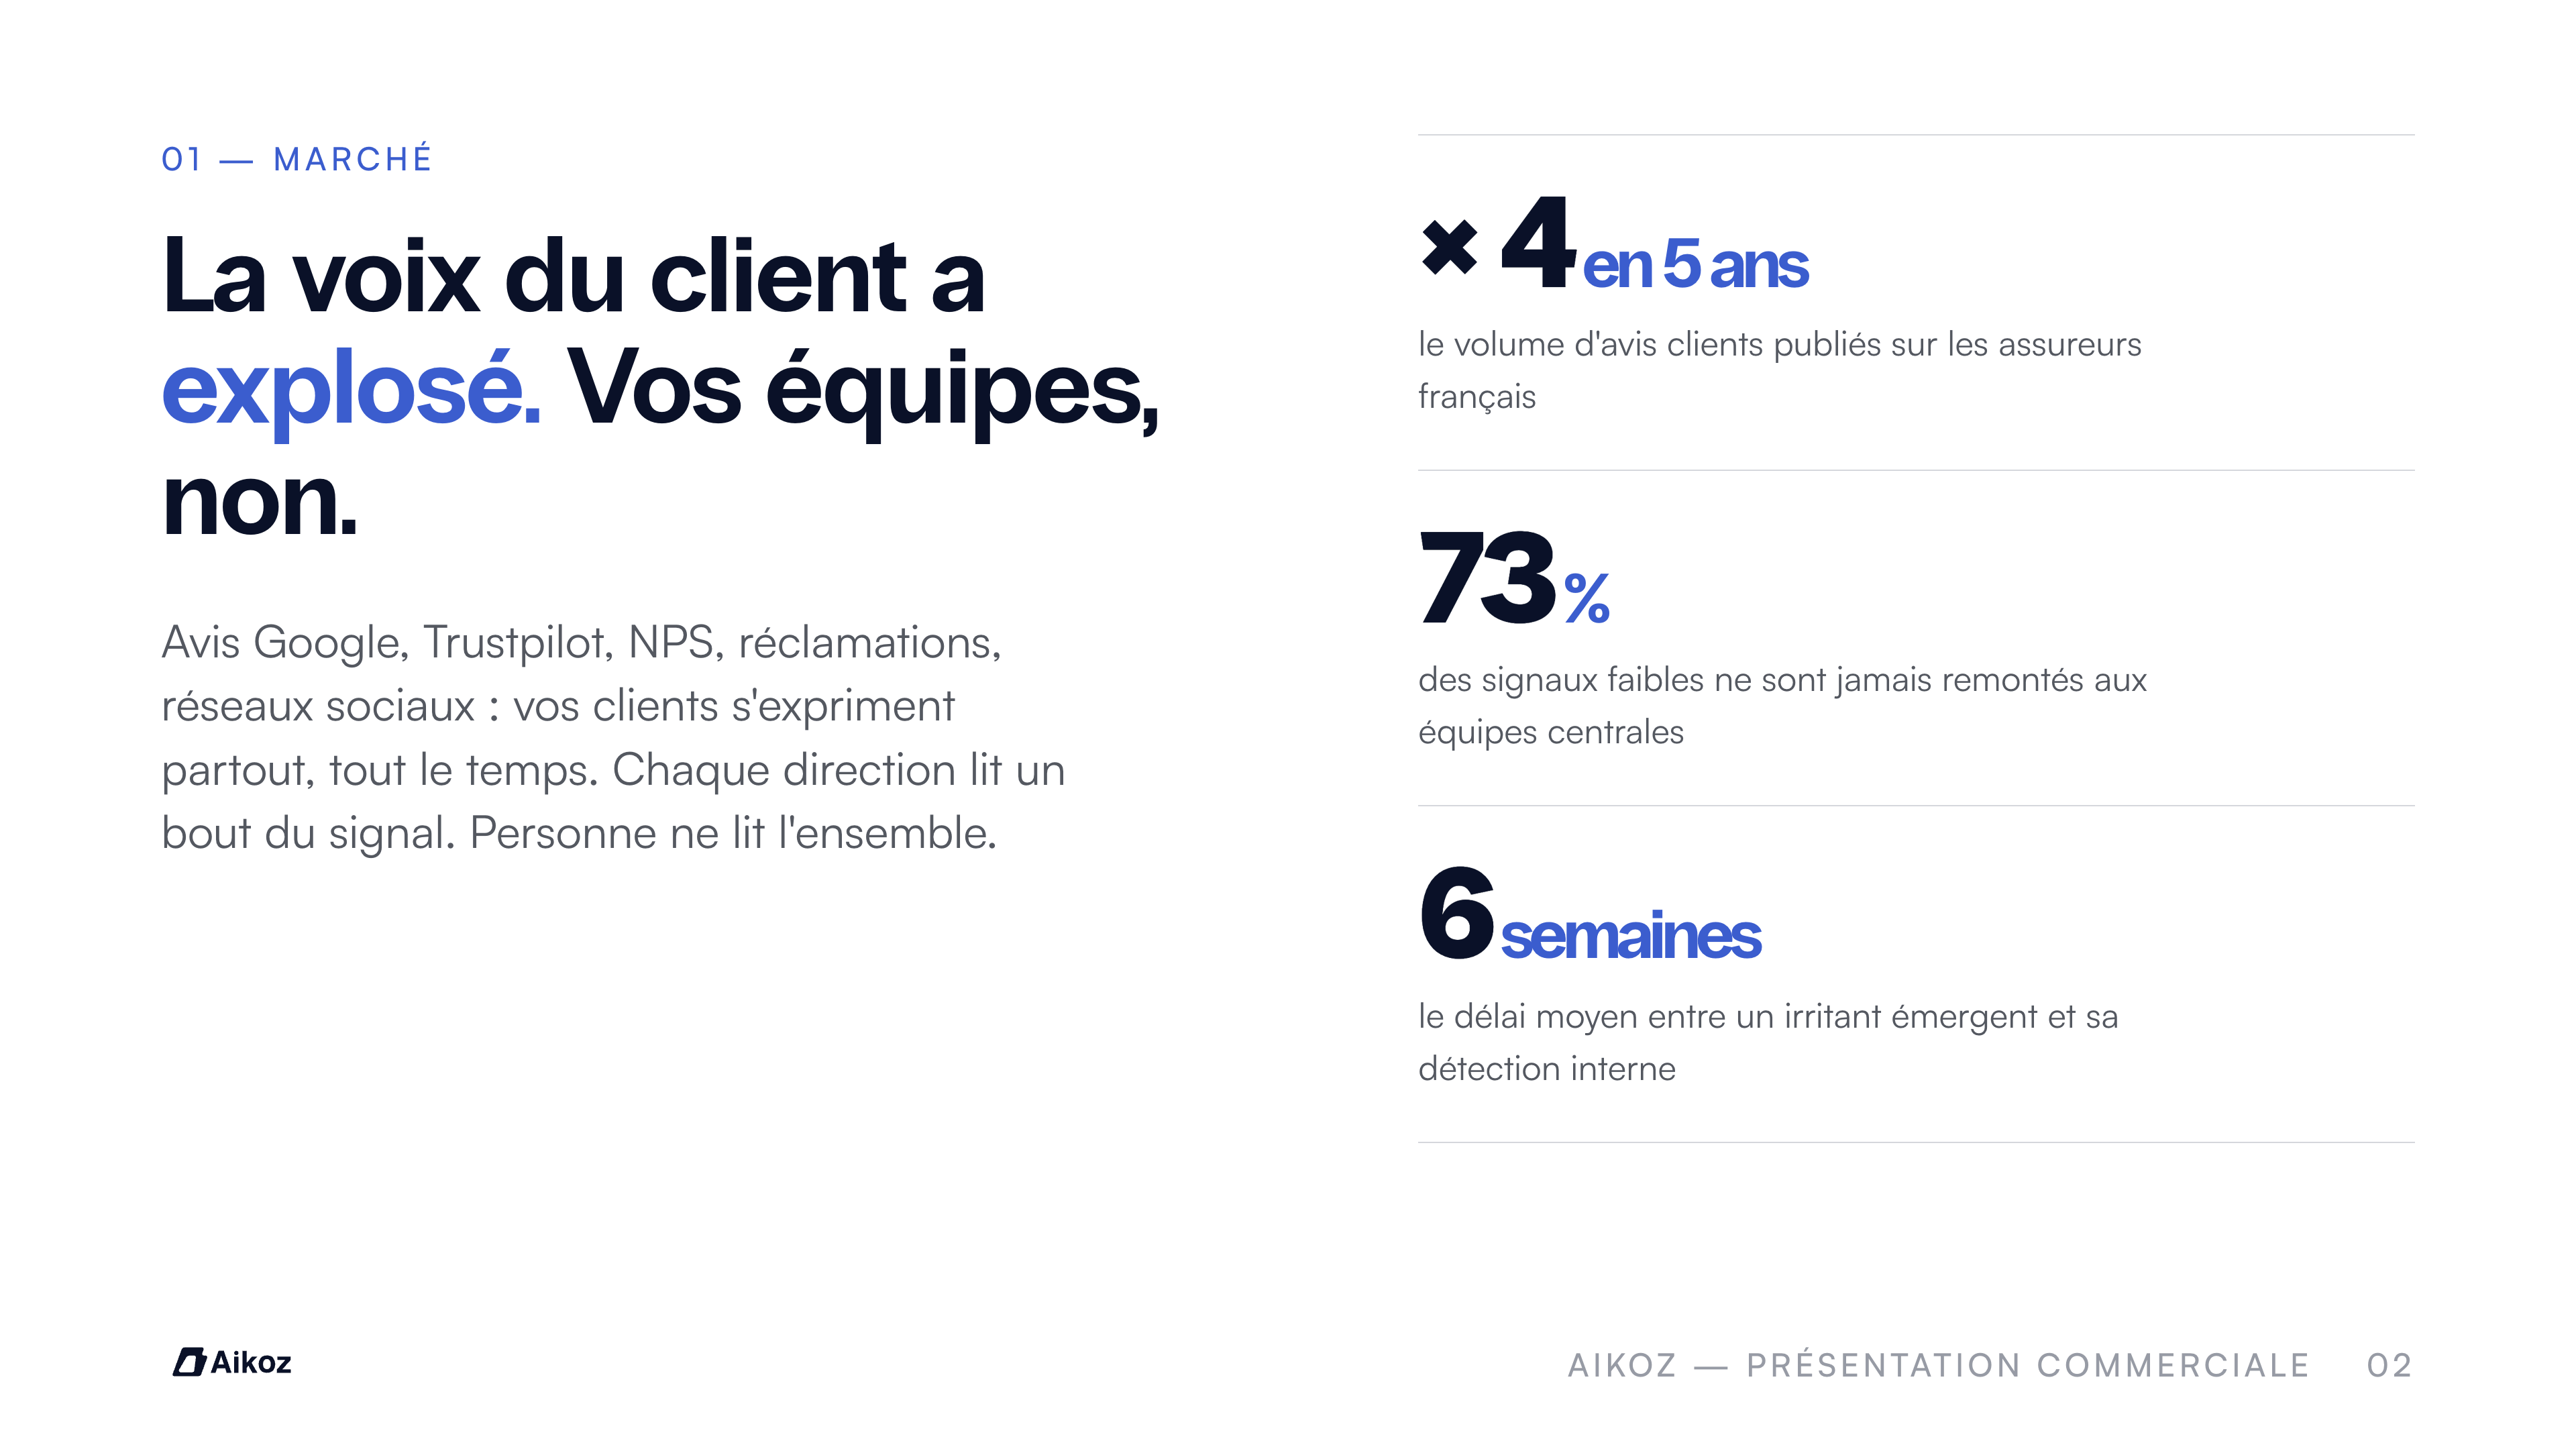 01 — MARCHÉ
La voix du client a
explosé. Vos équipes,
non.
Avis Google, Trustpilot, NPS, réclamations,
réseaux sociaux : vos clients s'expriment
partout, tout le temps. Chaque direction lit un
bout du signal. Personne ne lit l'ensemble.
× 4 en 5 ans
le volume d'avis clients publiés sur les assureurs
français
73 %
des signaux faibles ne sont jamais remontés aux
équipes centrales
6 semaines
le délai moyen entre un irritant émergent et sa
détection interne
Aikoz
AIKOZ — PRÉSENTATION COMMERCIALE 02